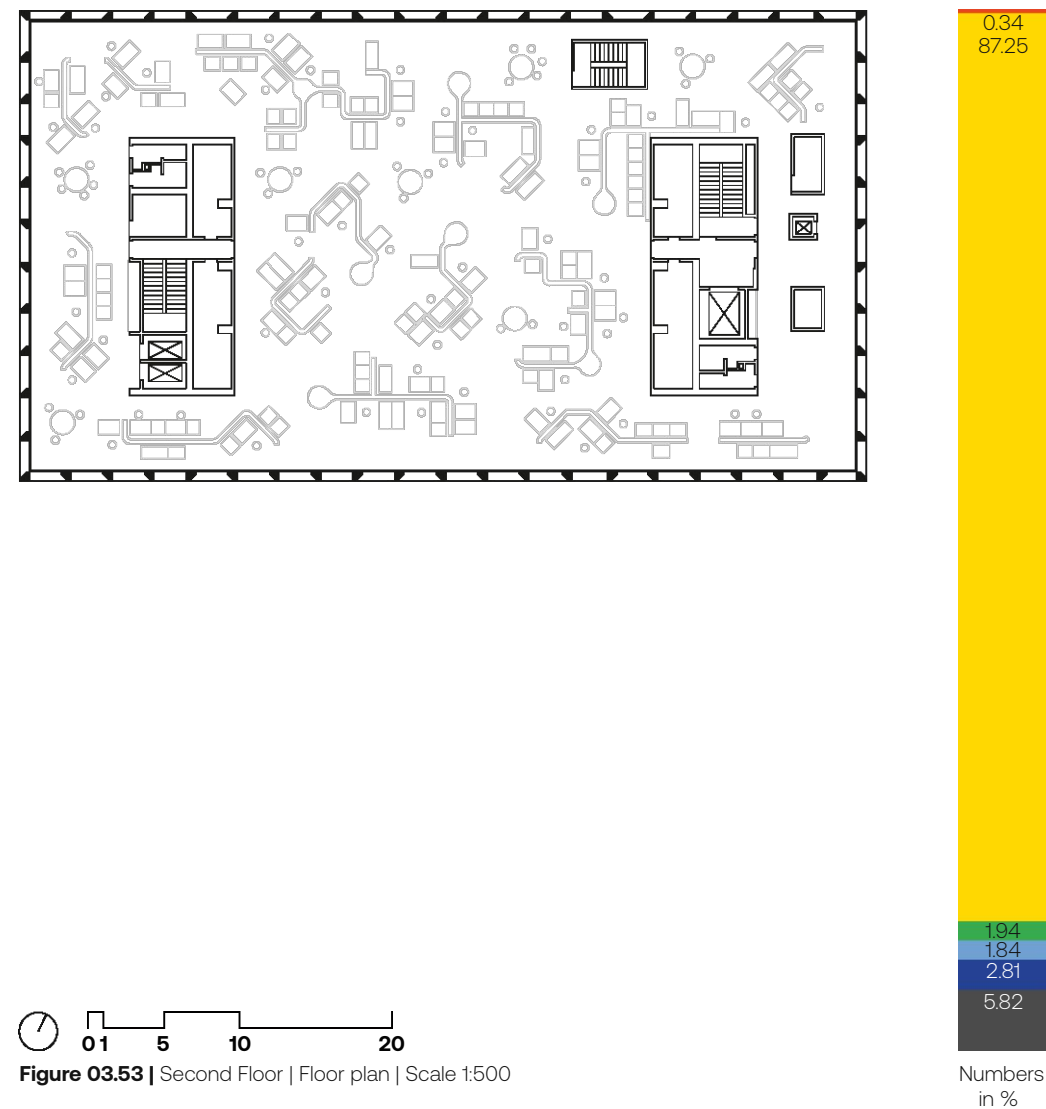 0.34
87.25
1.94
1.84
2.81
5.82
0 1 5 10 20
Figure 03.53 | Second Floor | Floor plan | Scale 1:500
Numbers
in %